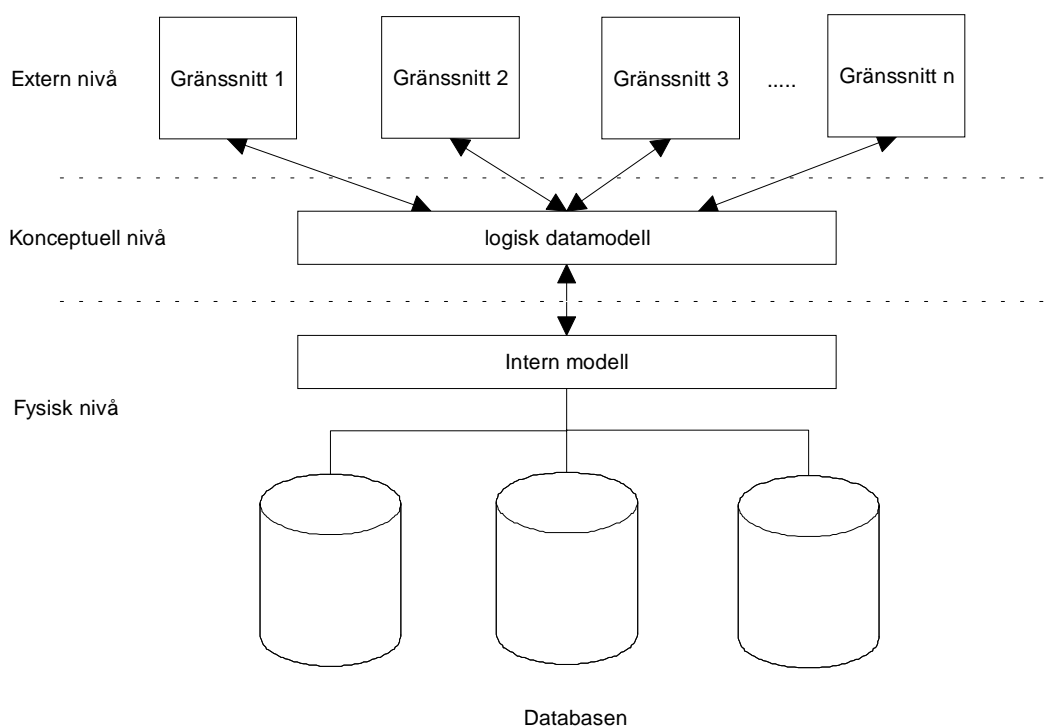 Extern nivå
Gränssnitt 1
Gränssnitt 2
Gränssnitt 3
.....
Gränssnitt n
Konceptuell nivå
logisk datamodell
Intern modell
Fysisk nivå
Databasen